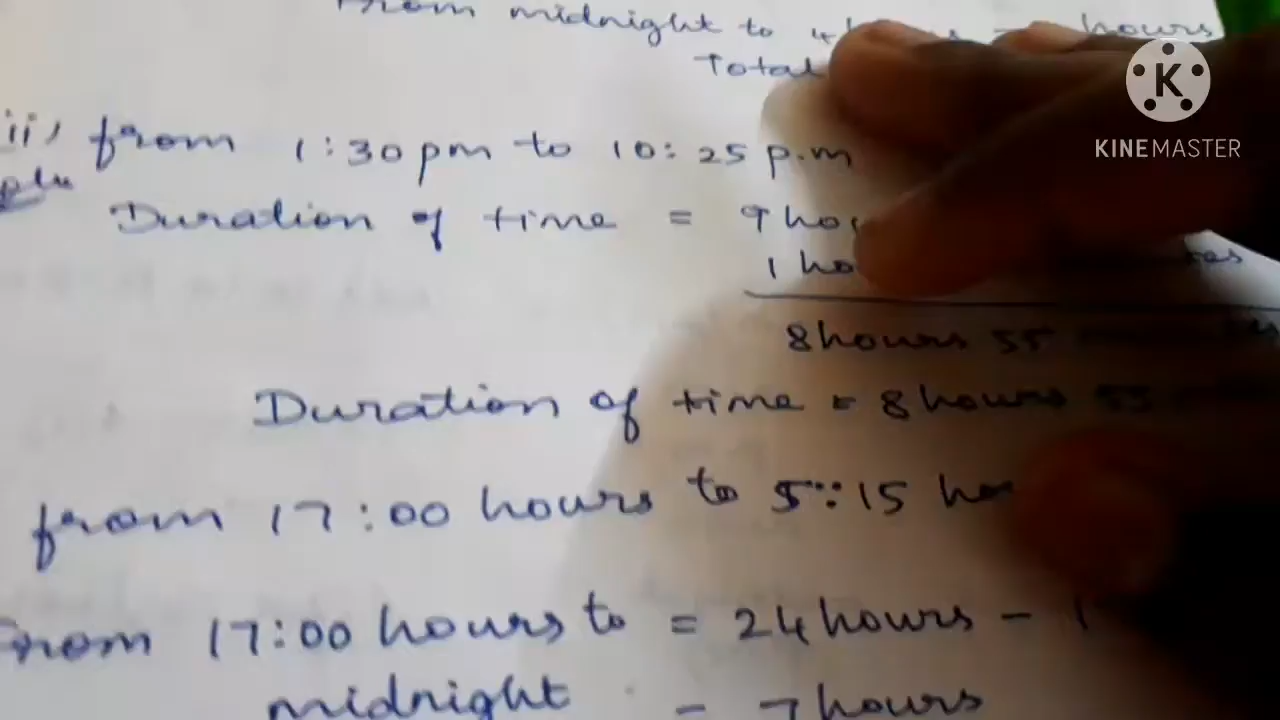 From midnight to 4 hours
Total
K
KINEMASTER
ii, from 1:30 pm to 10:25 p.m
Duration of time = 9 ho
1 ho
8 hours 55
Duration of time = 8 hours 55
from 17:00 hours to 5:15 ho
From 17:00 hours to = 24 hours -
midnight - 7 hours